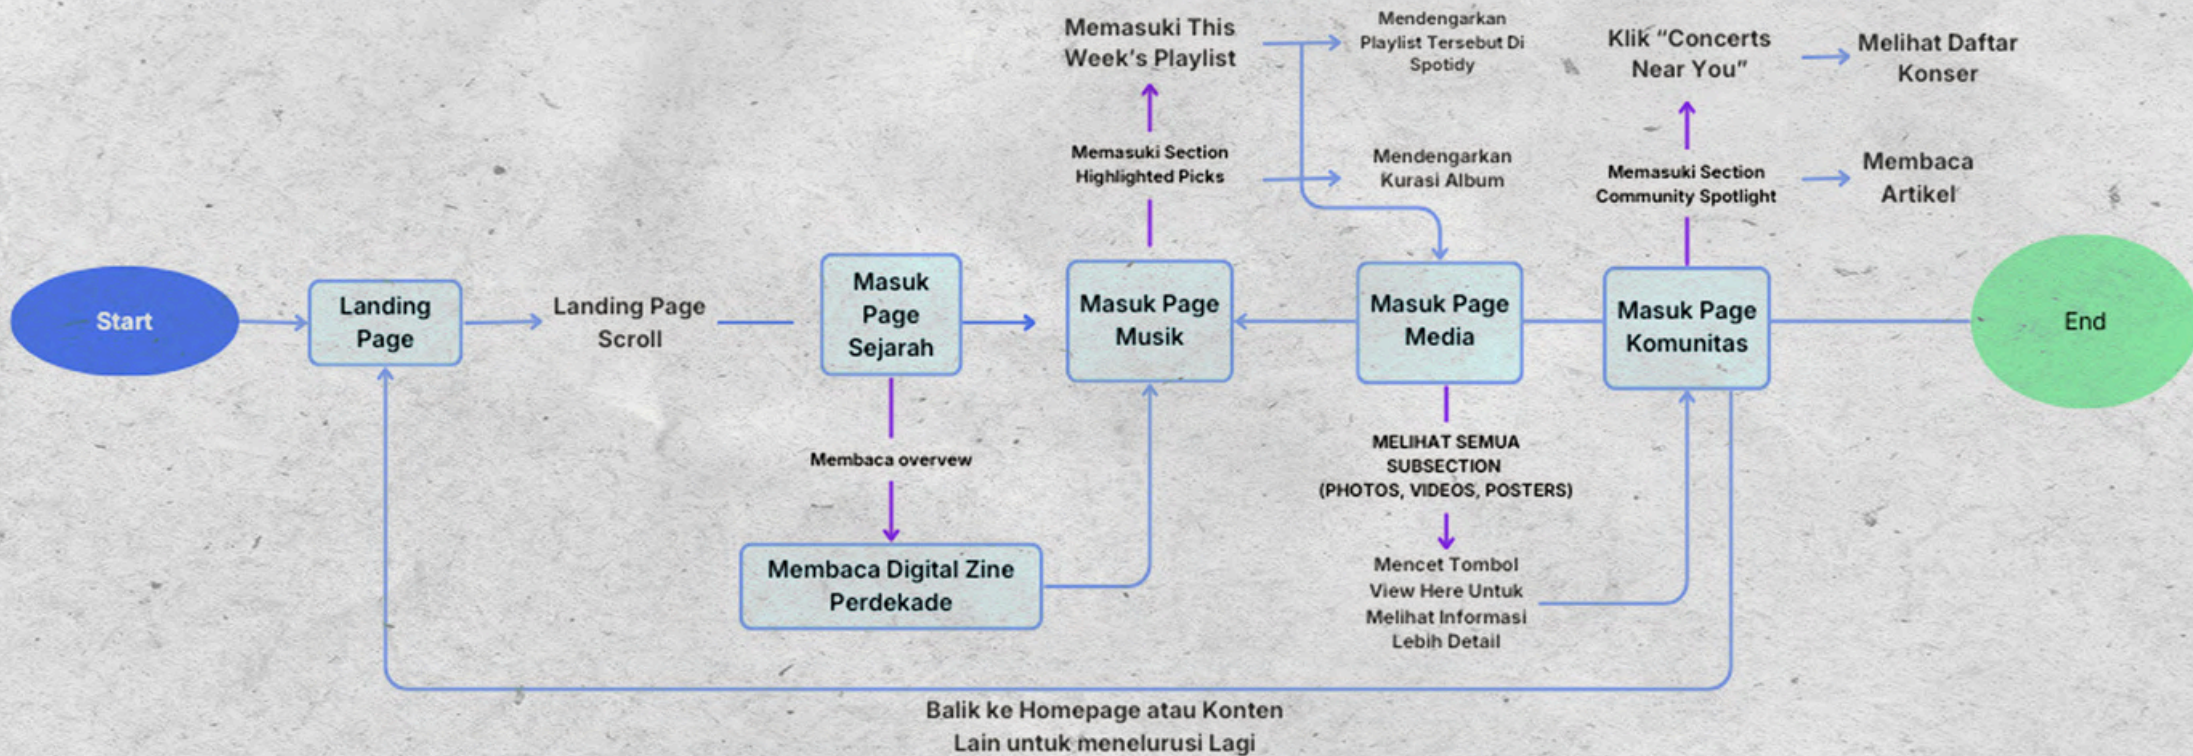 Start
Landing
Page
Landing Page
Scroll
Masuk
Page
Sejarah
Membaca overvew
Membaca Digital Zine
Perdekade
Masuk Page
Musik
Memasuki Section
Highlighted Picks
Memasuki This
Week's Playlist
Mendengarkan
Playlist Tersebut Di
Spotidy
Mendengarkan
Kurasi Album
Masuk Page
Media
MELIHAT SEMUA
SUBSECTION
(PHOTOS, VIDEOS, POSTERS)
Mencet Tombol
View Here Untuk
Melihat Informasi
Lebih Detail
Masuk Page
Komunitas
Memasuki Section
Community Spotlight
Klik “Concerts
Near You”
Melihat Daftar
Konser
Membaca
Artikel
End
Balik ke Homepage atau Konten
Lain untuk menelurusi Lagi